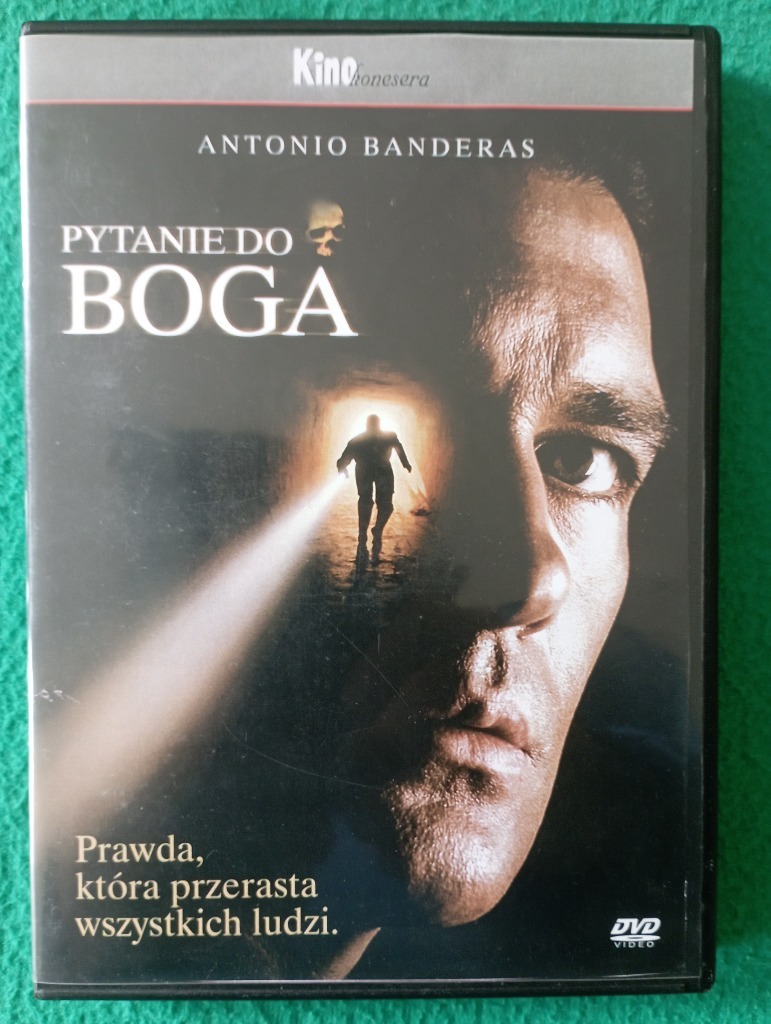 Kino konesera
ANTONIO BANDERAS
PYTANIE DO
BOGA
Prawda,
która przerasta
wszystkich ludzi.
DVD
VIDEO